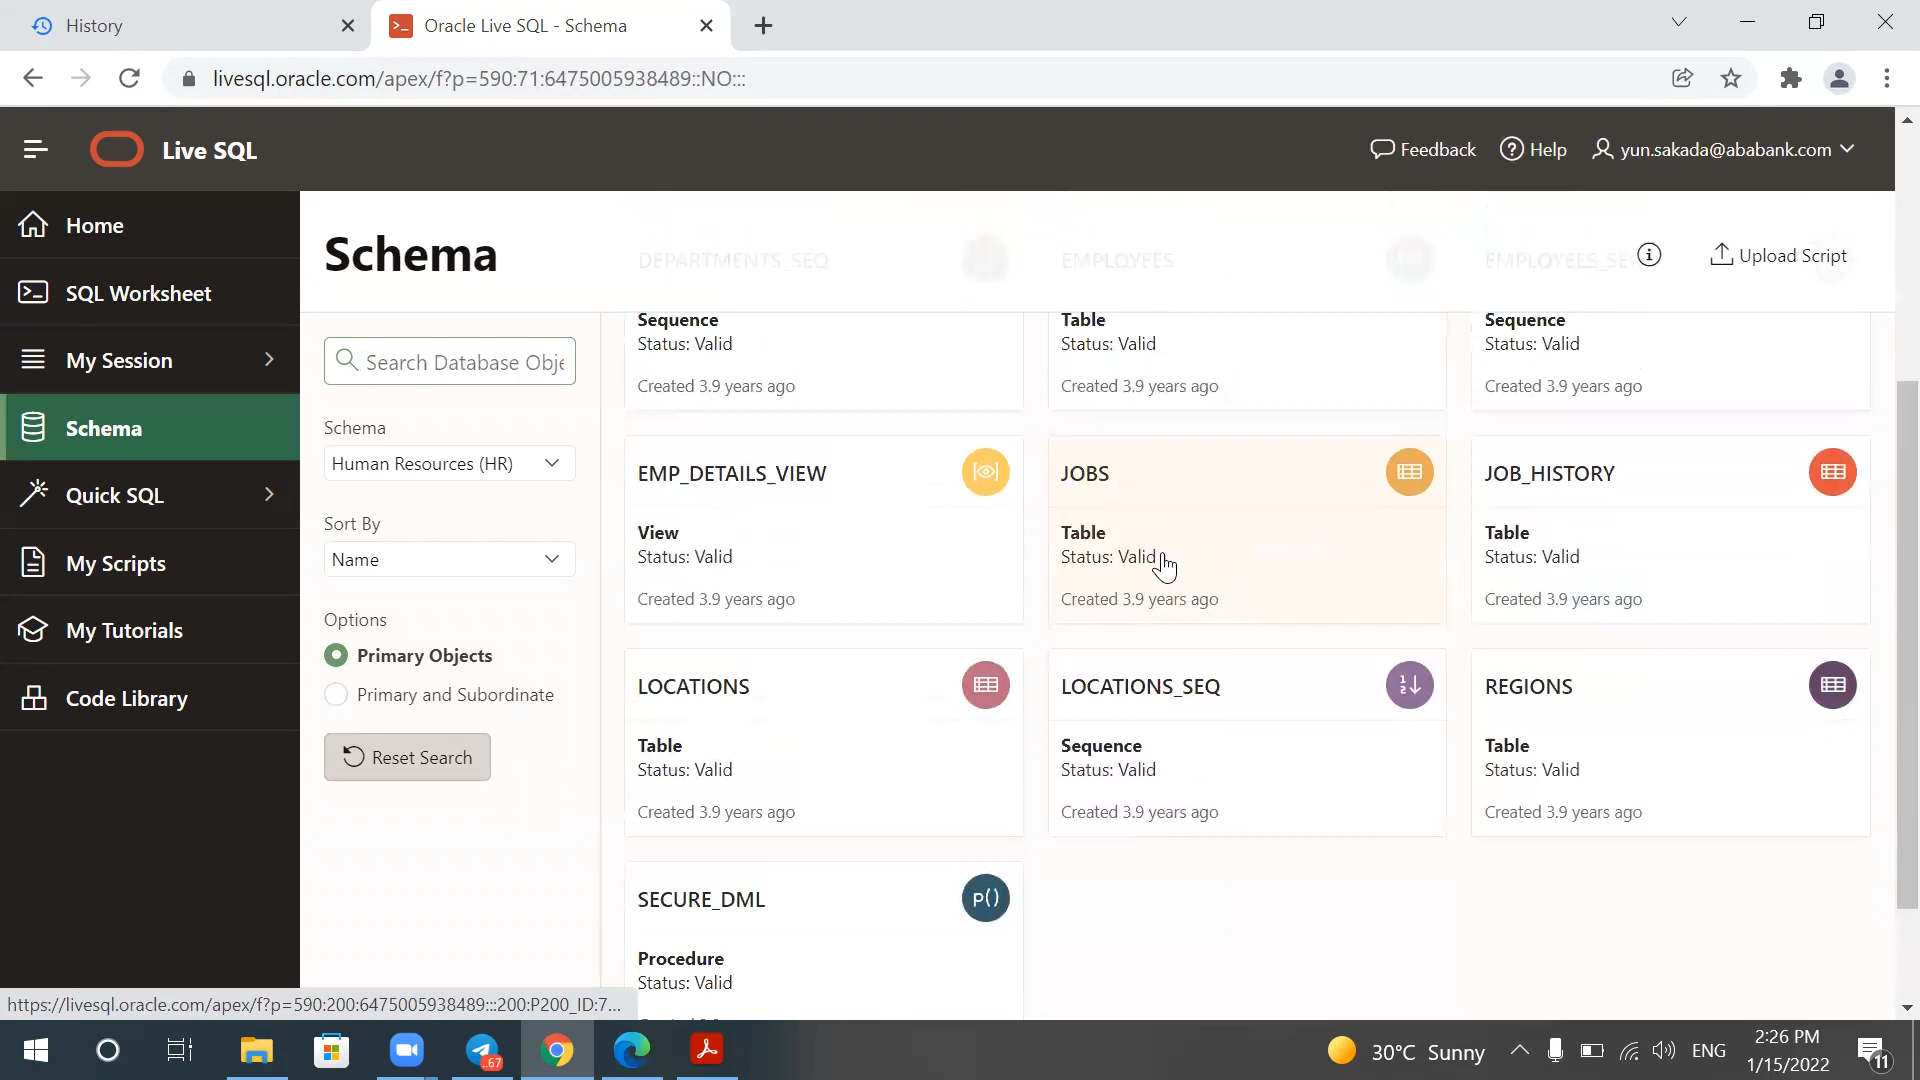 History
Oracle Live SQL - Schema
livesql.oracle.com/apex/f?p=590:71:6475005938489::NO:::
Live SQL
Feedback
Help
yun.sakada@ababank.com
Home
SQL Worksheet
My Session
Schema
Quick SQL
My Scripts
My Tutorials
Code Library
Schema
Upload Script
Search Database Obje
Schema
Human Resources (HR)
Sort By
Name
Options
Primary Objects
Primary and Subordinate
Reset Search
DEPARTMENTS_SEQ
Sequence
Status: Valid
Created 3.9 years ago
EMPLOYEES
Table
Status: Valid
Created 3.9 years ago
EMPLOYEES_SE
Sequence
Status: Valid
Created 3.9 years ago
EMP_DETAILS_VIEW
View
Status: Valid
Created 3.9 years ago
JOBS
Table
Status: Valid
Created 3.9 years ago
JOB_HISTORY
Table
Status: Valid
Created 3.9 years ago
LOCATIONS
Table
Status: Valid
Created 3.9 years ago
LOCATIONS_SEQ
Sequence
Status: Valid
Created 3.9 years ago
REGIONS
Table
Status: Valid
Created 3.9 years ago
SECURE_DML
p()
Procedure
Status: Valid
https://livesql.oracle.com/apex/f?p=590:200:6475005938489:::200:P200_ID:7...
67
30°C Sunny
ENG
2:26 PM
1/15/2022
11